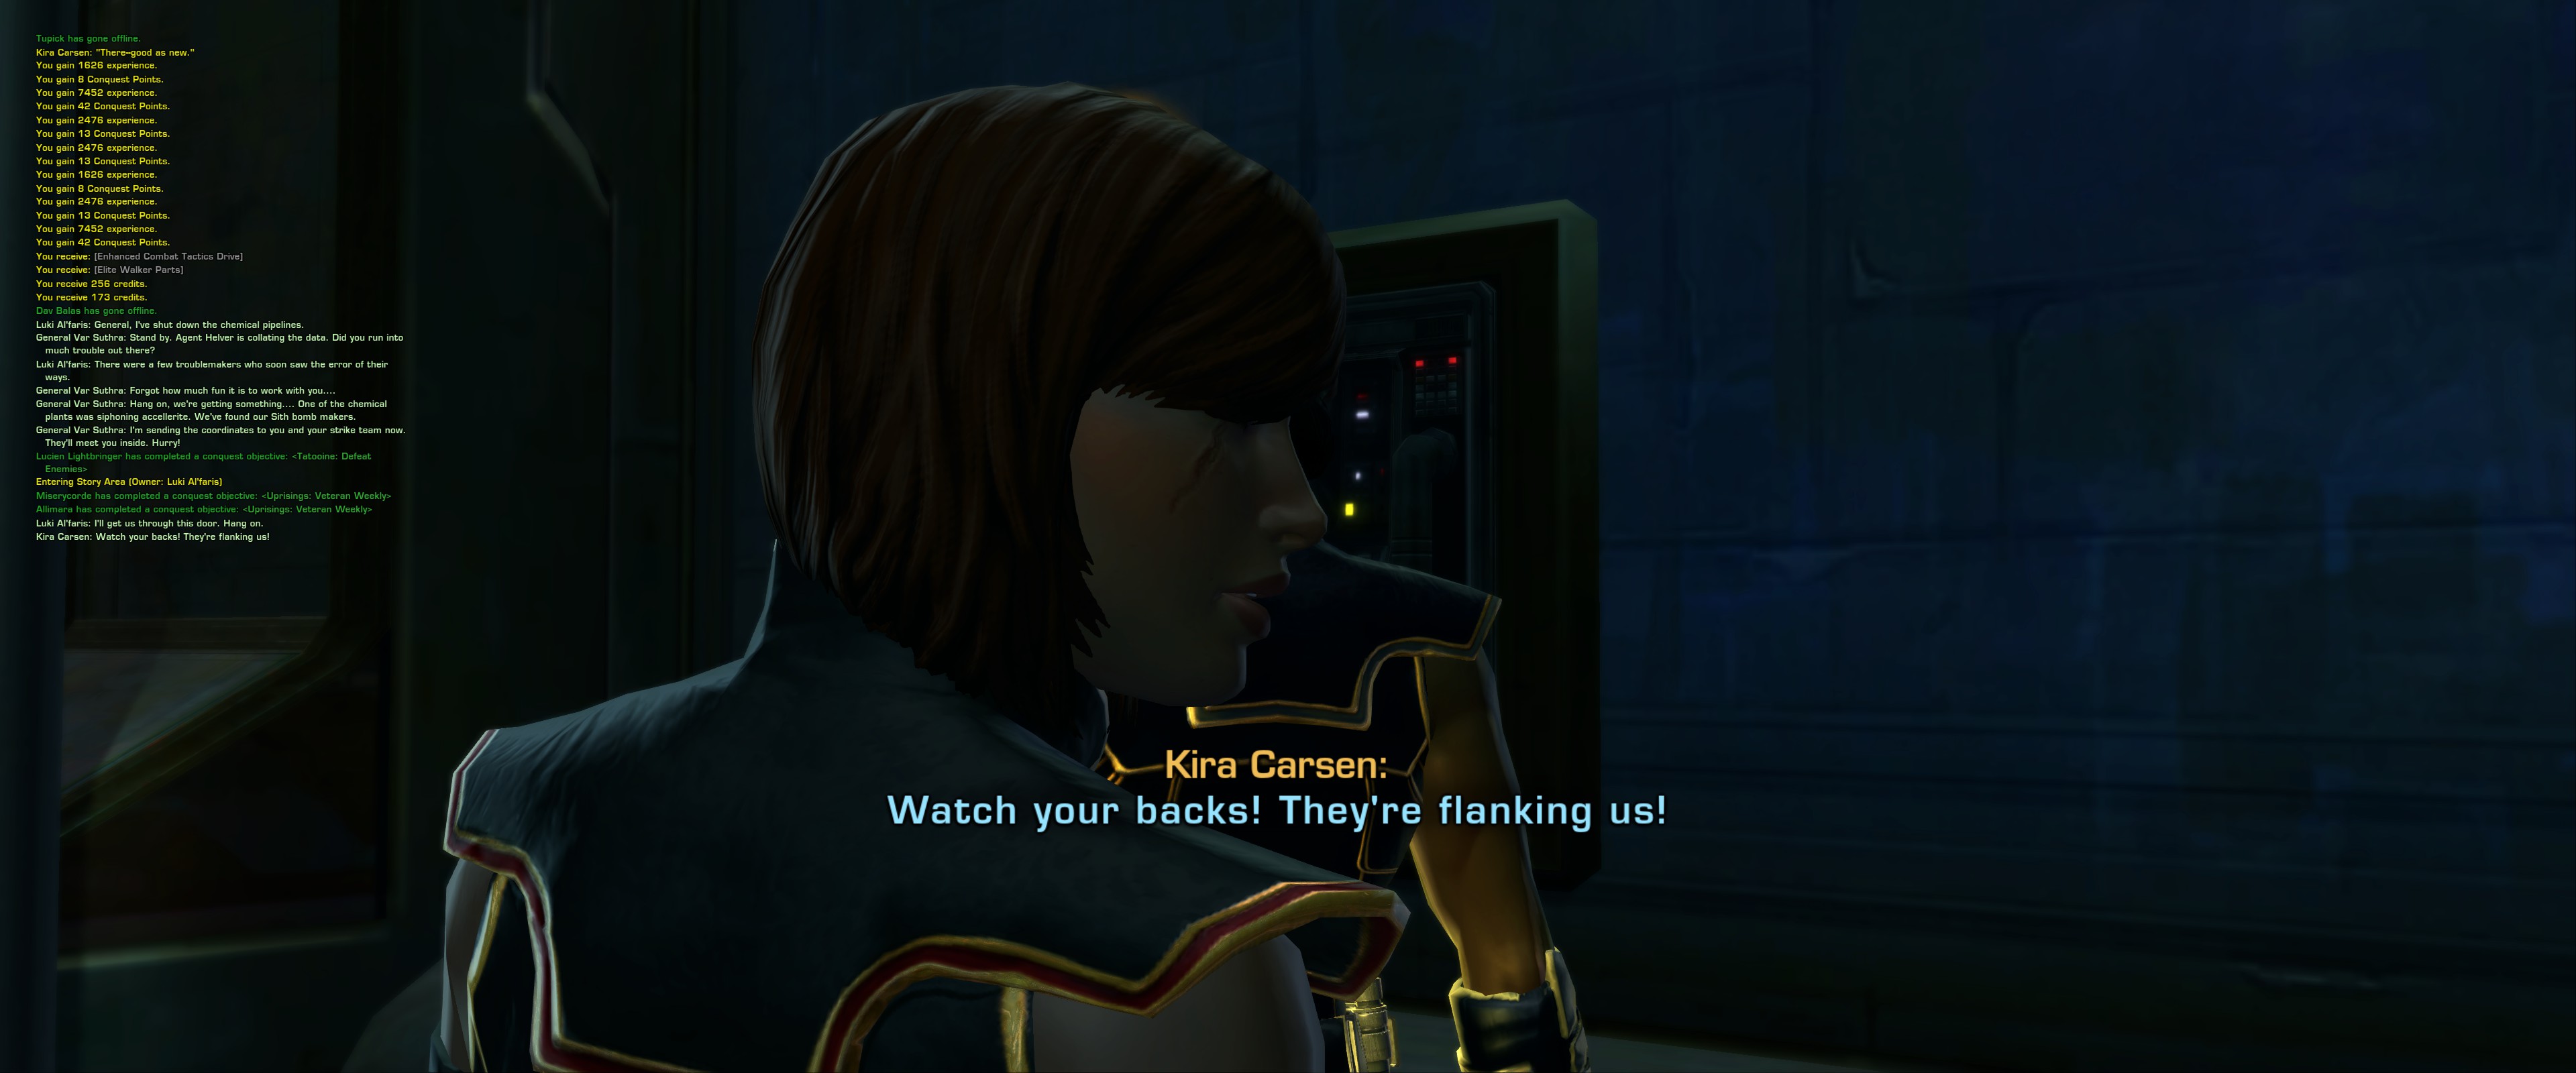 Tupick has gone offline.
Kira Carsen: "There—good as new."
You gain 1626 experience.
You gain 8 Conquest Points.
You gain 7452 experience.
You gain 42 Conquest Points.
You gain 2476 experience.
You gain 13 Conquest Points.
You gain 2476 experience.
You gain 13 Conquest Points.
You gain 1626 experience.
You gain 8 Conquest Points.
You gain 2476 experience.
You gain 13 Conquest Points.
You gain 7452 experience.
You gain 42 Conquest Points.
You receive: [Enhanced Combat Tactics Drive]
You receive: [Elite Walker Parts]
You receive 256 credits.
You receive 173 credits.
Dav Balas has gone offline.
Luki Al'faris: General, I've shut down the chemical pipelines.
General Var Suthra: Stand by. Agent Helver is collating the data. Did you run into
much trouble out there?
Luki Al'faris: There were a few troublemakers who soon saw the error of their
ways.
General Var Suthra: Forgot how much fun it is to work with you....
General Var Suthra: Hang on, we're getting something.... One of the chemical
plants was siphoning accellerite. We've found our Sith bomb makers.
General Var Suthra: I'm sending the coordinates to you and your strike team now.
They'll meet you inside. Hurry!
Lucien Lightbringer has completed a conquest objective: <Tatooine: Defeat
Enemies>
Entering Story Area (Owner: Luki Al'faris)
Miserycorde has completed a conquest objective: <Uprisings: Veteran Weekly>
Allimara has completed a conquest objective: <Uprisings: Veteran Weekly>
Luki Al'faris: I'll get us through this door. Hang on.
Kira Carsen: Watch your backs! They're flanking us!
Kira Carsen:
Watch your backs! They're flanking us!